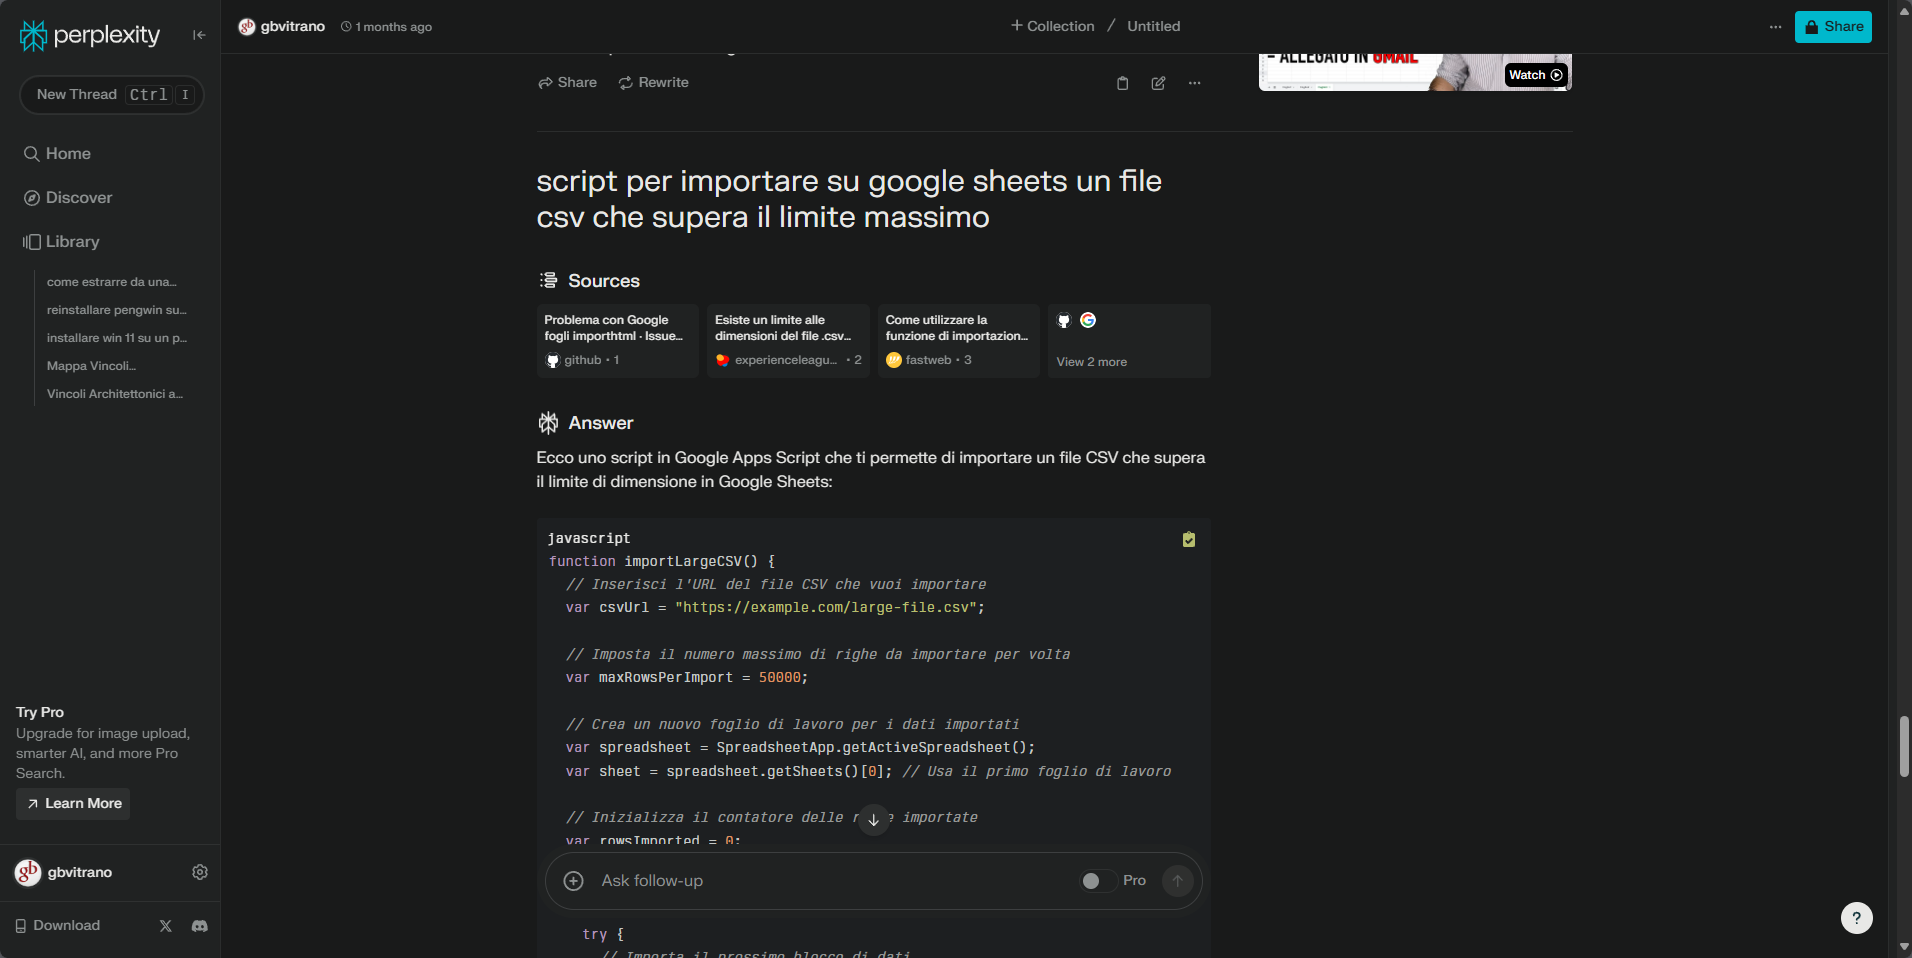 perplexity
New Thread Ctrl I
Home
Discover
Library
come estrarre da una...
reinstallare pengwin su...
installare win 11 su un p...
Mappa Vincoli...
Vincoli Architettonici a...
Try Pro
Upgrade for image upload,
smarter AI, and more Pro
Search.
Learn More
gb gbvitrano
Download
gb gbvitrano 1 months ago
+ Collection / Untitled
Share
Share Rewrite
- ALLEGATO IN GMAIL
Watch
script per importare su google sheets un file
csv che supera il limite massimo
Sources
Problema con Google
fogli importhtml · Issue...
github · 1
Esiste un limite alle
dimensioni del file .csv...
experienceleagu... · 2
Come utilizzare la
funzione di importazion...
fastweb · 3
View 2 more
Answer
Ecco uno script in Google Apps Script che ti permette di importare un file CSV che supera
il limite di dimensione in Google Sheets:
javascript
function importLargeCSV() {
// Inserisci l'URL del file CSV che vuoi importare
var csvUrl = "https://example.com/large-file.csv";
// Imposta il numero massimo di righe da importare per volta
var maxRowsPerImport = 50000;
// Crea un nuovo foglio di lavoro per i dati importati
var spreadsheet = SpreadsheetApp.getActiveSpreadsheet();
var sheet = spreadsheet.getSheets()[0]; // Usa il primo foglio di lavoro
// Inizializza il contatore delle importate
var rowsImported = 0;
Ask follow-up
Pro
try {
// Importa il prossimo blocco di dati
?